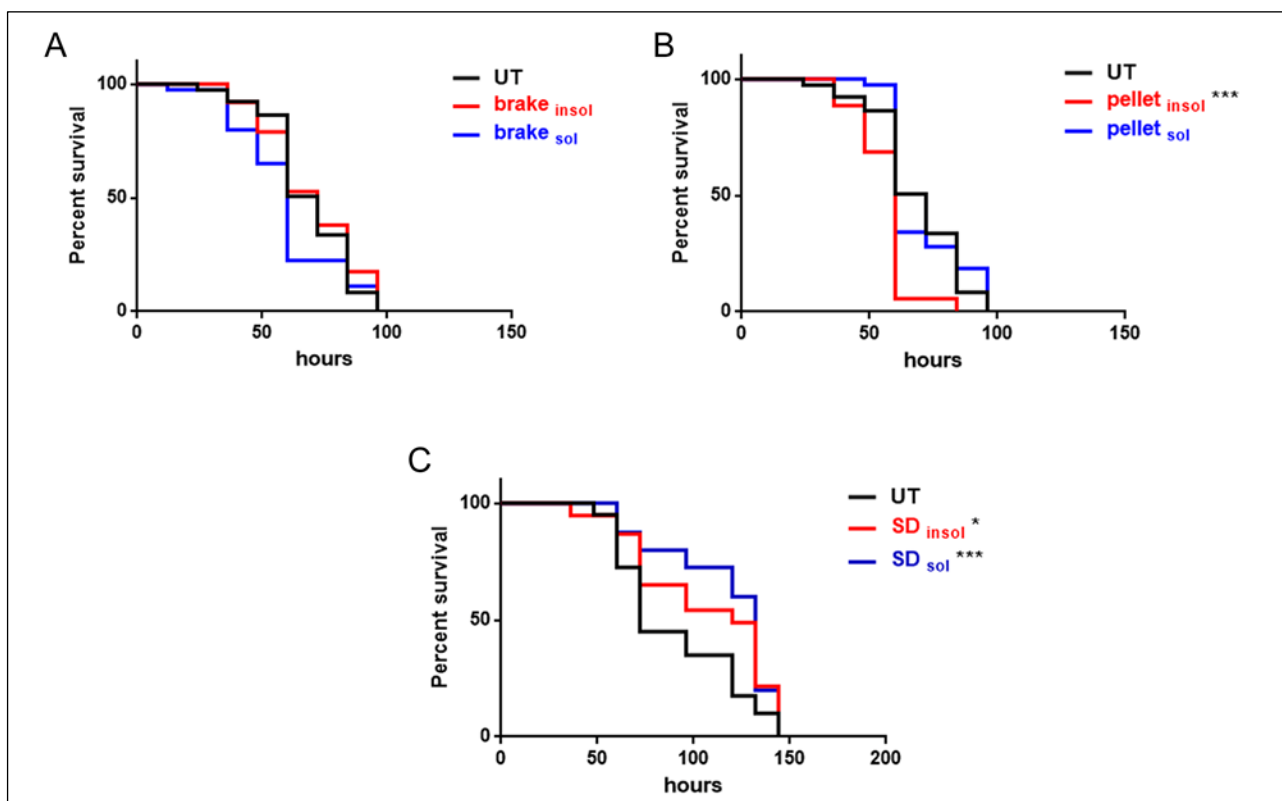 A
UT
brake insol
brake sol
Percent survival
100
50
0
0 50 100 150
hours
B
UT
pellet insol ***
pellet sol
Percent survival
100
50
0
0 50 100 150
hours
C
UT
SD insol *
SD sol ***
Percent survival
100
50
0
0 50 100 150 200
hours